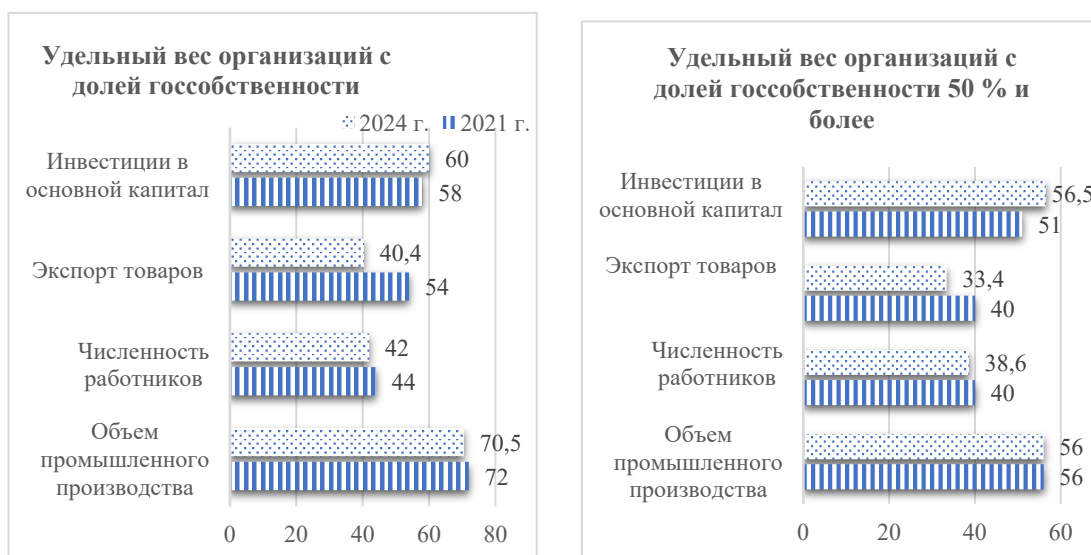 Удельный вес организаций с
долей госсобственности
2024 г. 2021 г.
Инвестиции в
основной капитал
60
58
Экспорт товаров
40,4
54
Численность
работников
42
44
Объем
промышленного
производства
70,5
72
0 20 40 60 80
Удельный вес организаций с
долей госсобственности 50 % и
более
Инвестиции в
основной капитал
56,5
51
Экспорт товаров
33,4
40
Численность
работников
38,6
40
Объем
промышленного
производства
56
56
0 20 40 60